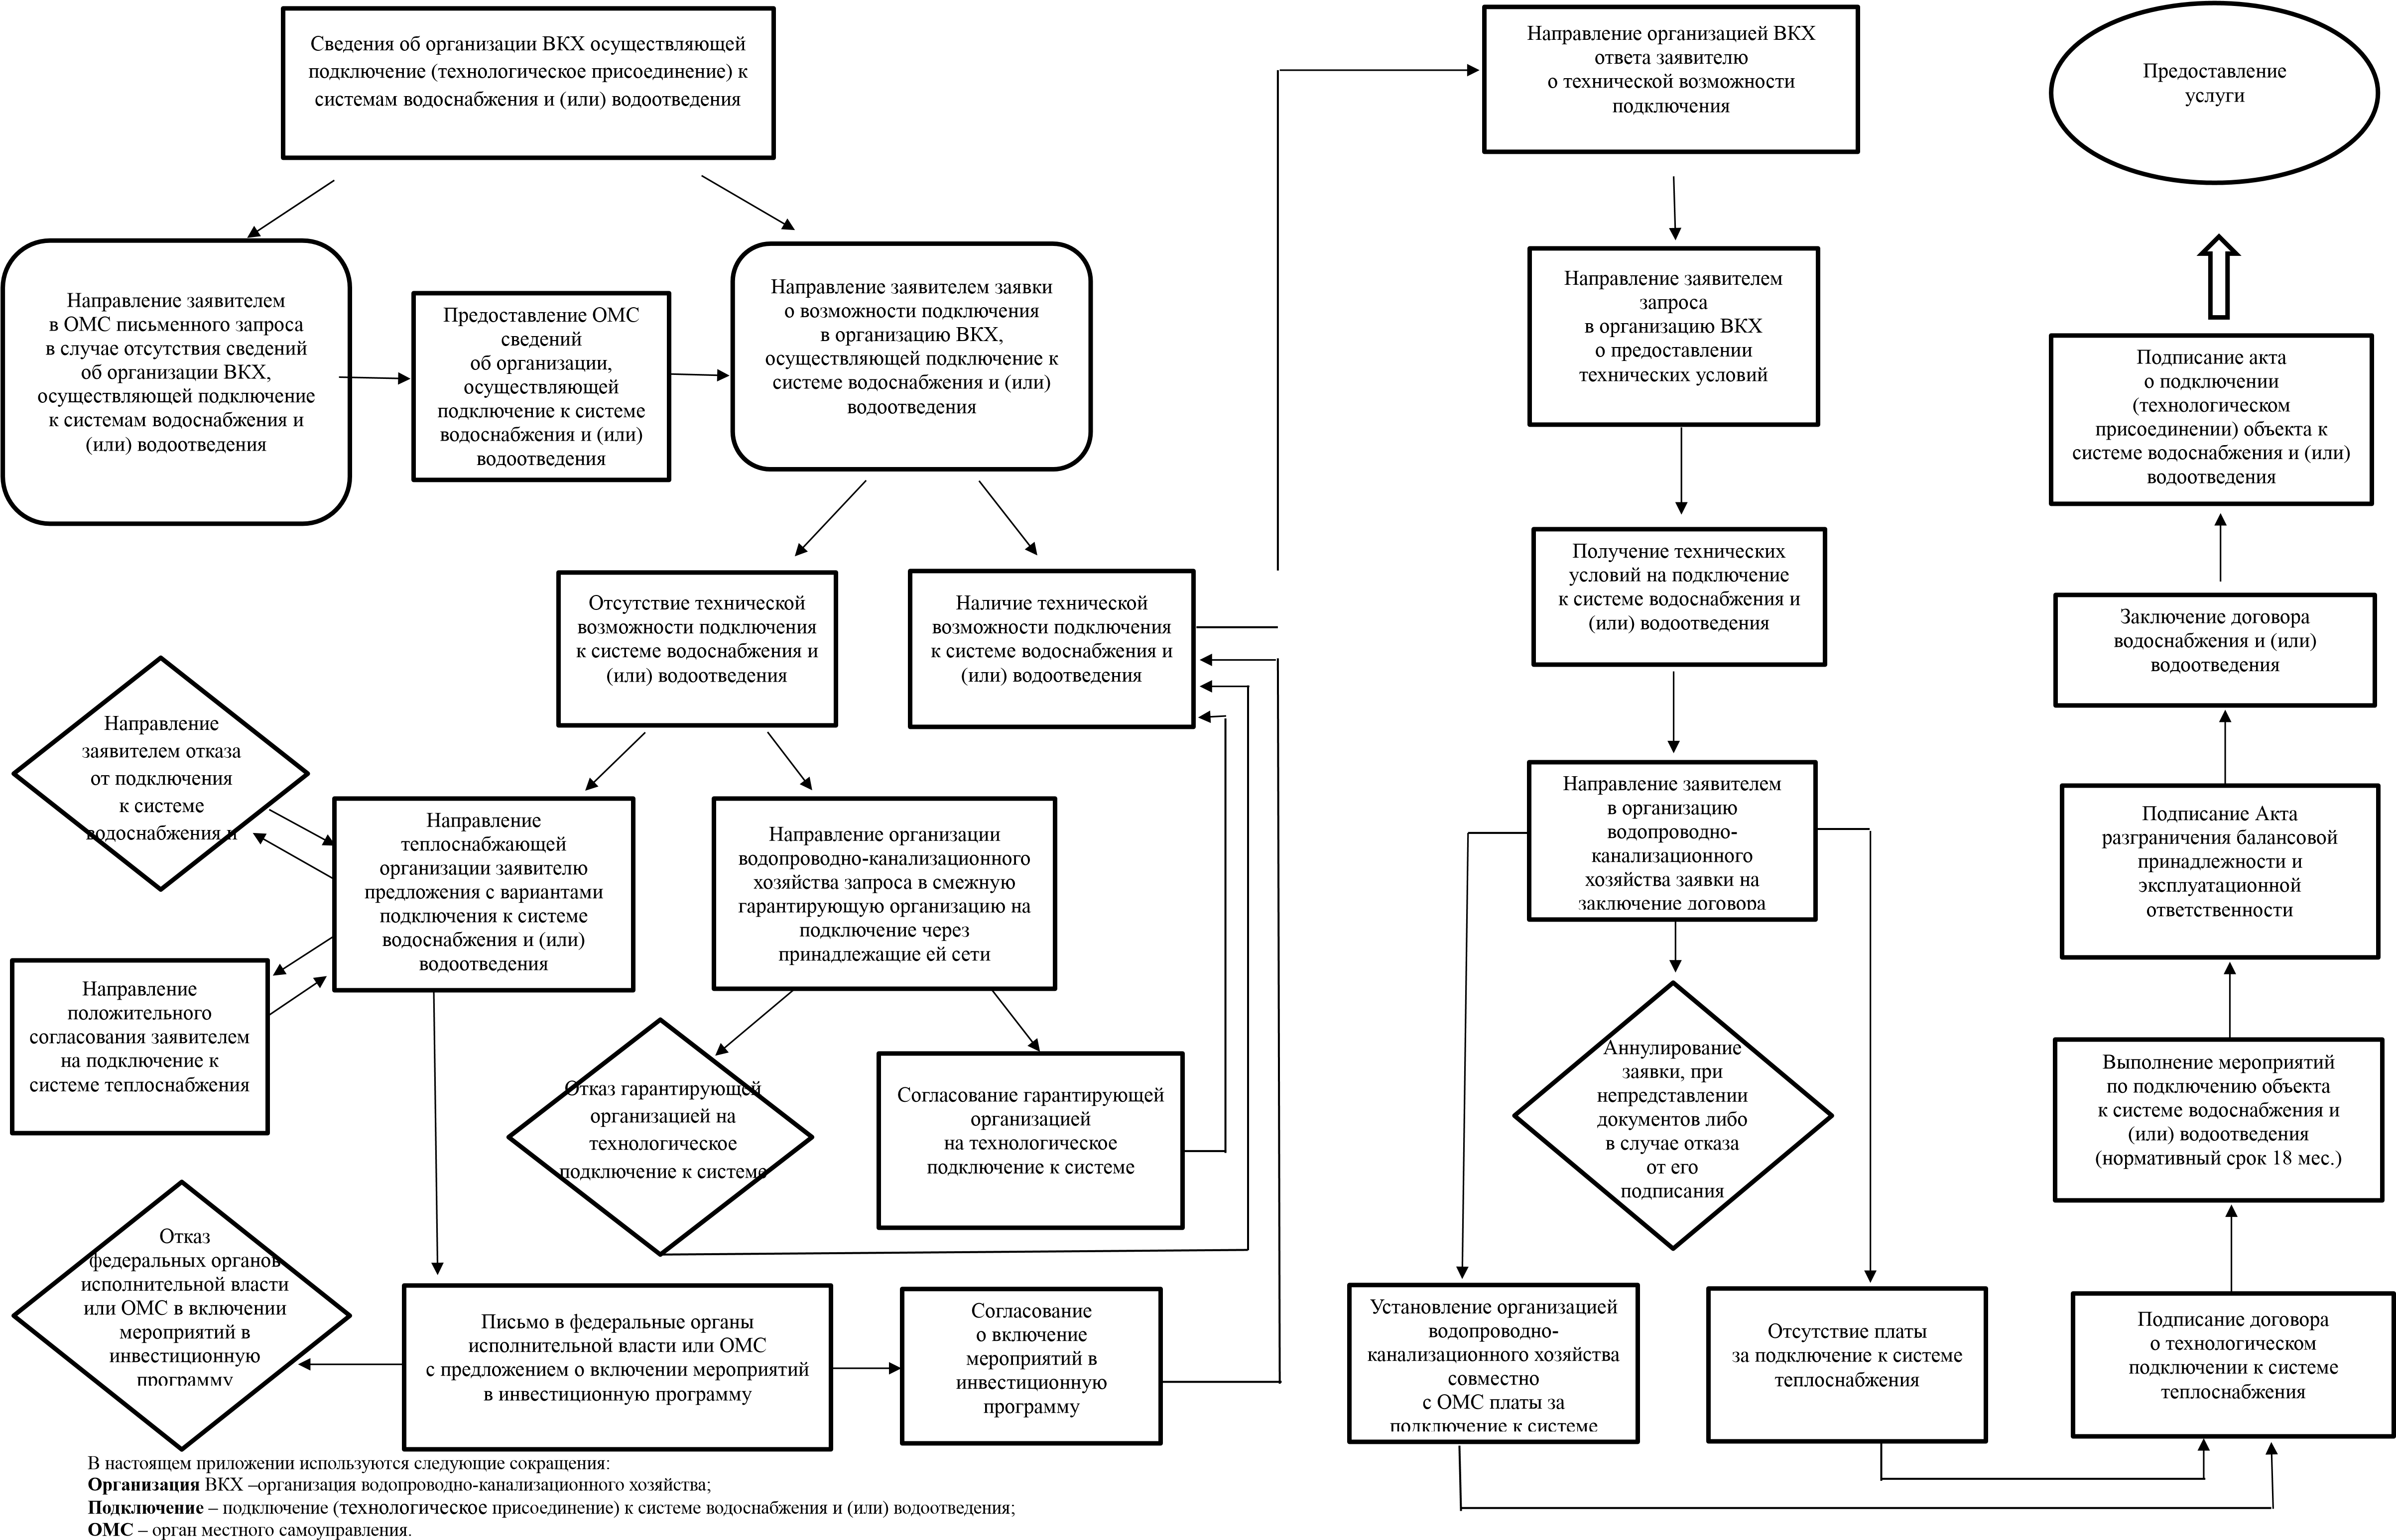 Сведения об организации ВКХ осуществляющей
подключение (технологическое присоединение) к
системам водоснабжения и (или) водоотведения
Направление заявителем
в ОМС письменного запроса
в случае отсутствия сведений
об организации ВКХ,
осуществляющей подключение
к системам водоснабжения и
(или) водоотведения
Предоставление ОМС
сведений
об организации,
осуществляющей
подключение к системе
водоснабжения и (или)
водоотведения
Направление заявителем заявки
о возможности подключения
в организацию ВКХ,
осуществляющей подключение к
системе водоснабжения и (или)
водоотведения
Отсутствие технической
возможности подключения
к системе водоснабжения и
(или) водоотведения
Наличие технической
возможности подключения
к системе водоснабжения и
(или) водоотведения
Направление
заявителем отказа
от подключения
к системе
водоснабжения и
Направление
теплоснабжающей
организации заявителю
предложения с вариантами
подключения к системе
водоснабжения и (или)
водоотведения
Направление организации
водопроводно-канализационного
хозяйства запроса в смежную
гарантирующую организацию на
подключение через
принадлежащие ей сети
Направление
положительного
согласования заявителем
на подключение к
системе теплоснабжения
Отказ гарантирующей
организацией на
технологическое
подключение к системе
Согласование гарантирующей
организацией
на технологическое
подключение к системе
Отказ
федеральных органов
исполнительной власти
или ОМС в включении
мероприятий в
инвестиционную
программу
Письмо в федеральные органы
исполнительной власти или ОМС
с предложением о включении мероприятий
в инвестиционную программу
Согласование
о включение
мероприятий в
инвестиционную
программу
Направление организацией ВКХ
ответа заявителю
о технической возможности
подключения
Направление заявителем
запроса
в организацию ВКХ
о предоставлении
технических условий
Получение технических
условий на подключение
к системе водоснабжения и
(или) водоотведения
Направление заявителем
в организацию
водопроводно-
канализационного
хозяйства заявки на
заключение договора
Аннулирование
заявки, при
непредставлении
документов либо
в случае отказа
от его
подписания
Установление организацией
водопроводно-
канализационного хозяйства
совместно
с ОМС платы за
подключение к системе
Отсутствие платы
за подключение к системе
теплоснабжения
Предоставление
услуги
Подписание акта
о подключении
(технологическом
присоединении) объекта к
системе водоснабжения и (или)
водоотведения
Заключение договора
водоснабжения и (или)
водоотведения
Подписание Акта
разграничения балансовой
принадлежности и
эксплуатационной
ответственности
Выполнение мероприятий
по подключению объекта
к системе водоснабжения и
(или) водоотведения
(нормативный срок 18 мес.)
Подписание договора
о технологическом
подключении к системе
теплоснабжения
В настоящем приложении используются следующие сокращения:
Организация ВКХ –организация водопроводно-канализационного хозяйства;
Подключение – подключение (технологическое присоединение) к системе водоснабжения и (или) водоотведения;
ОМС – орган местного самоуправления.